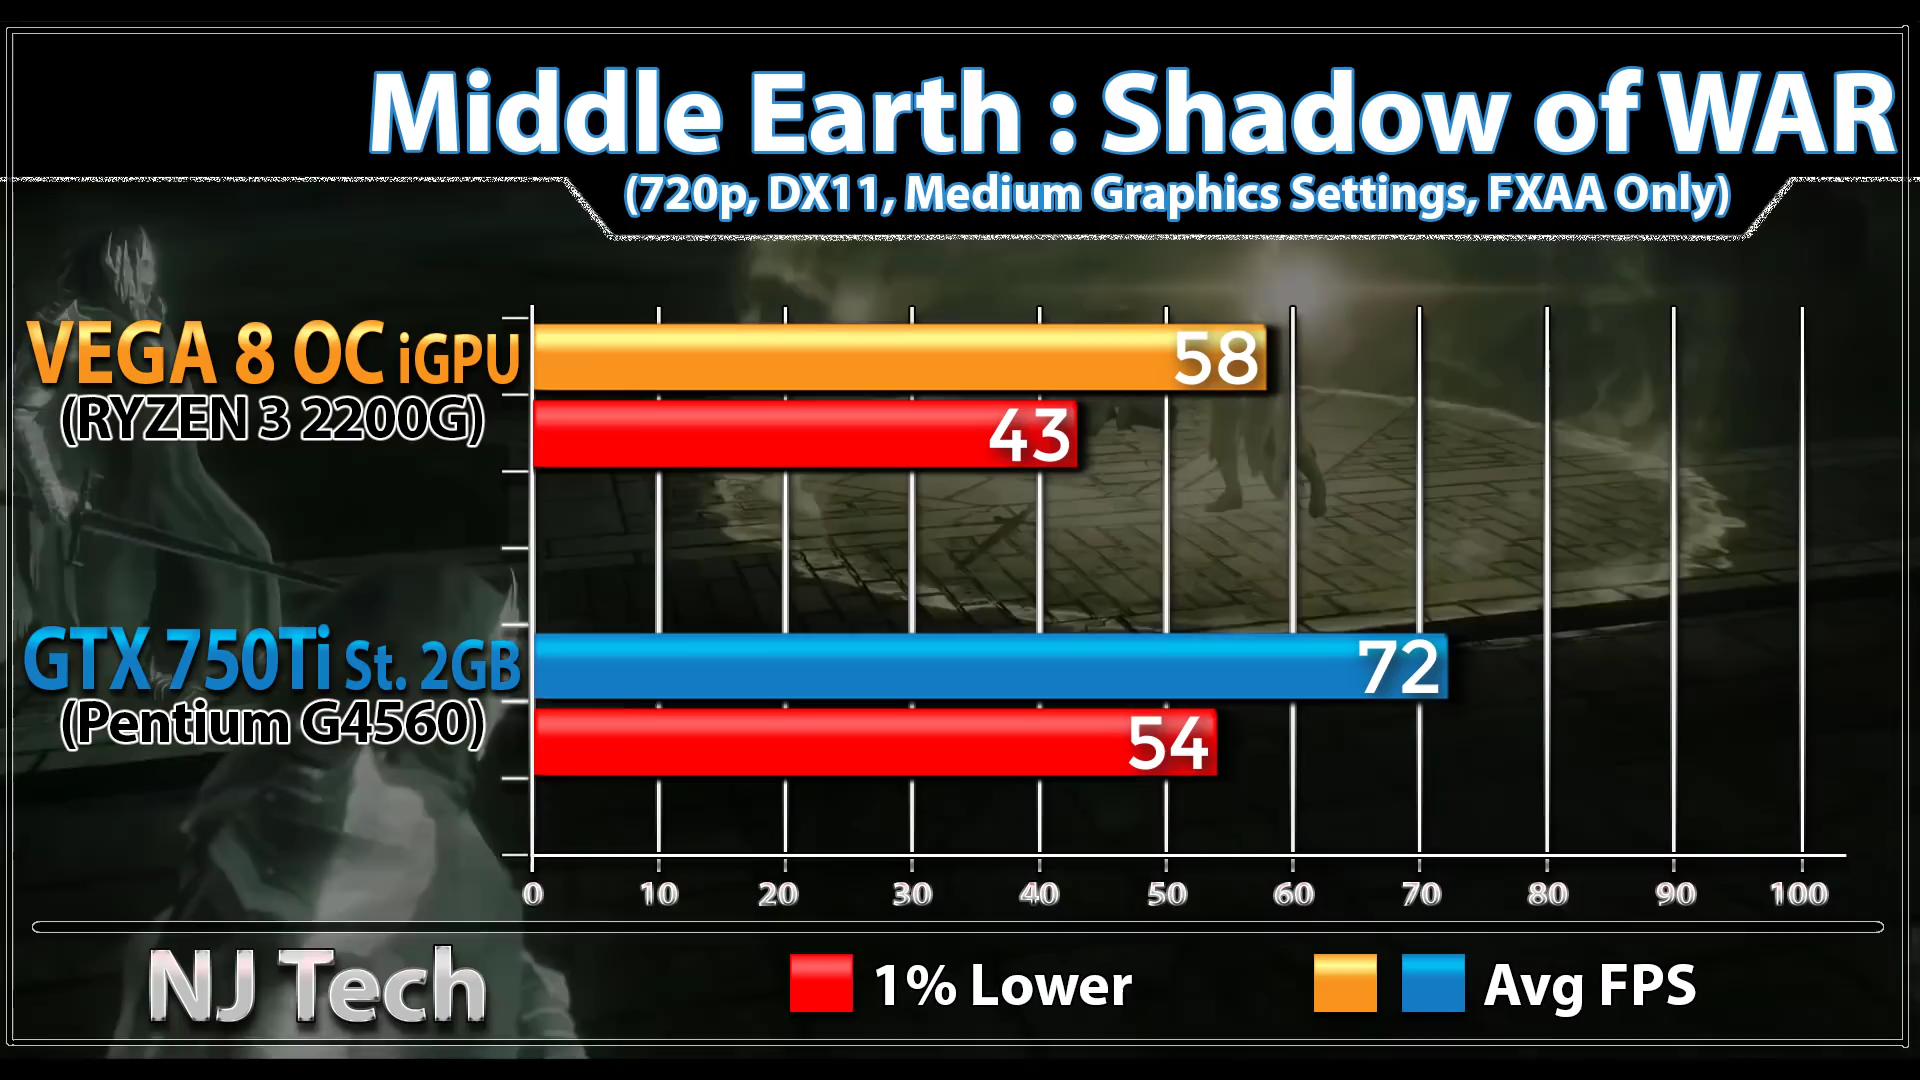 Middle Earth : Shadow of WAR
(720p, DX11, Medium Graphics Settings, FXAA Only)
VEGA 8 OC iGPU
(RYZEN 3 2200G)
58
43
GTX 750Ti St. 2GB
(Pentium G4560)
72
54
0 10 20 30 40 50 60 70 80 90 100
NJ Tech
1% Lower
Avg FPS